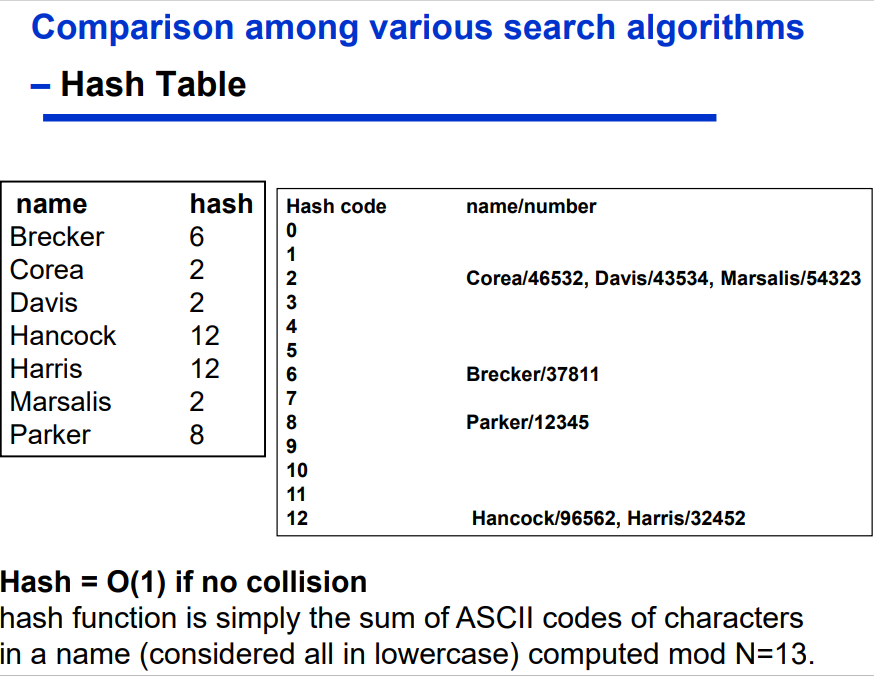 Comparison among various search algorithms
– Hash Table
name hash
Brecker 6
Corea 2
Davis 2
Hancock 12
Harris 12
Marsalis 2
Parker 8
Hash code name/number
0
1
2 Corea/46532, Davis/43534, Marsalis/54323
3
4
5
6 Brecker/37811
7
8 Parker/12345
9
10
11
12 Hancock/96562, Harris/32452
Hash = O(1) if no collision
hash function is simply the sum of ASCII codes of characters
in a name (considered all in lowercase) computed mod N=13.